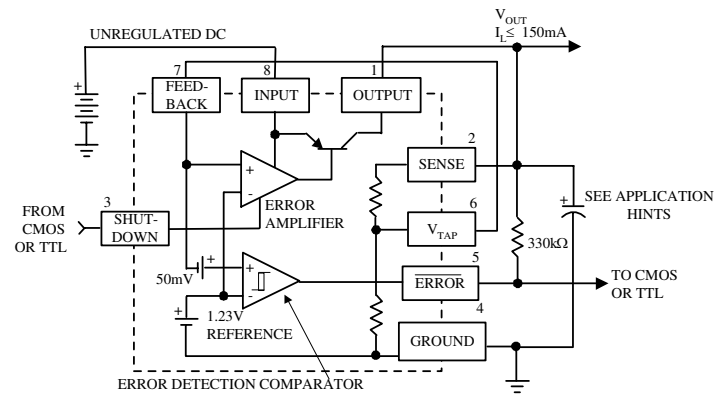 UNREGULATED DC
V OUT
I L ≤ 150mA
7
8
1
FEED-
BACK
INPUT
OUTPUT
2
SENSE
+
+
-
ERROR
AMPLIFIER
3
SHUT-
DOWN
FROM
CMOS
OR TTL
6
V TAP
+
SEE APPLICATION
HINTS
330kΩ
50mV
+
+
-
5
ERROR
TO CMOS
OR TTL
4
+
1.23V
REFERENCE
GROUND
ERROR DETECTION COMPARATOR